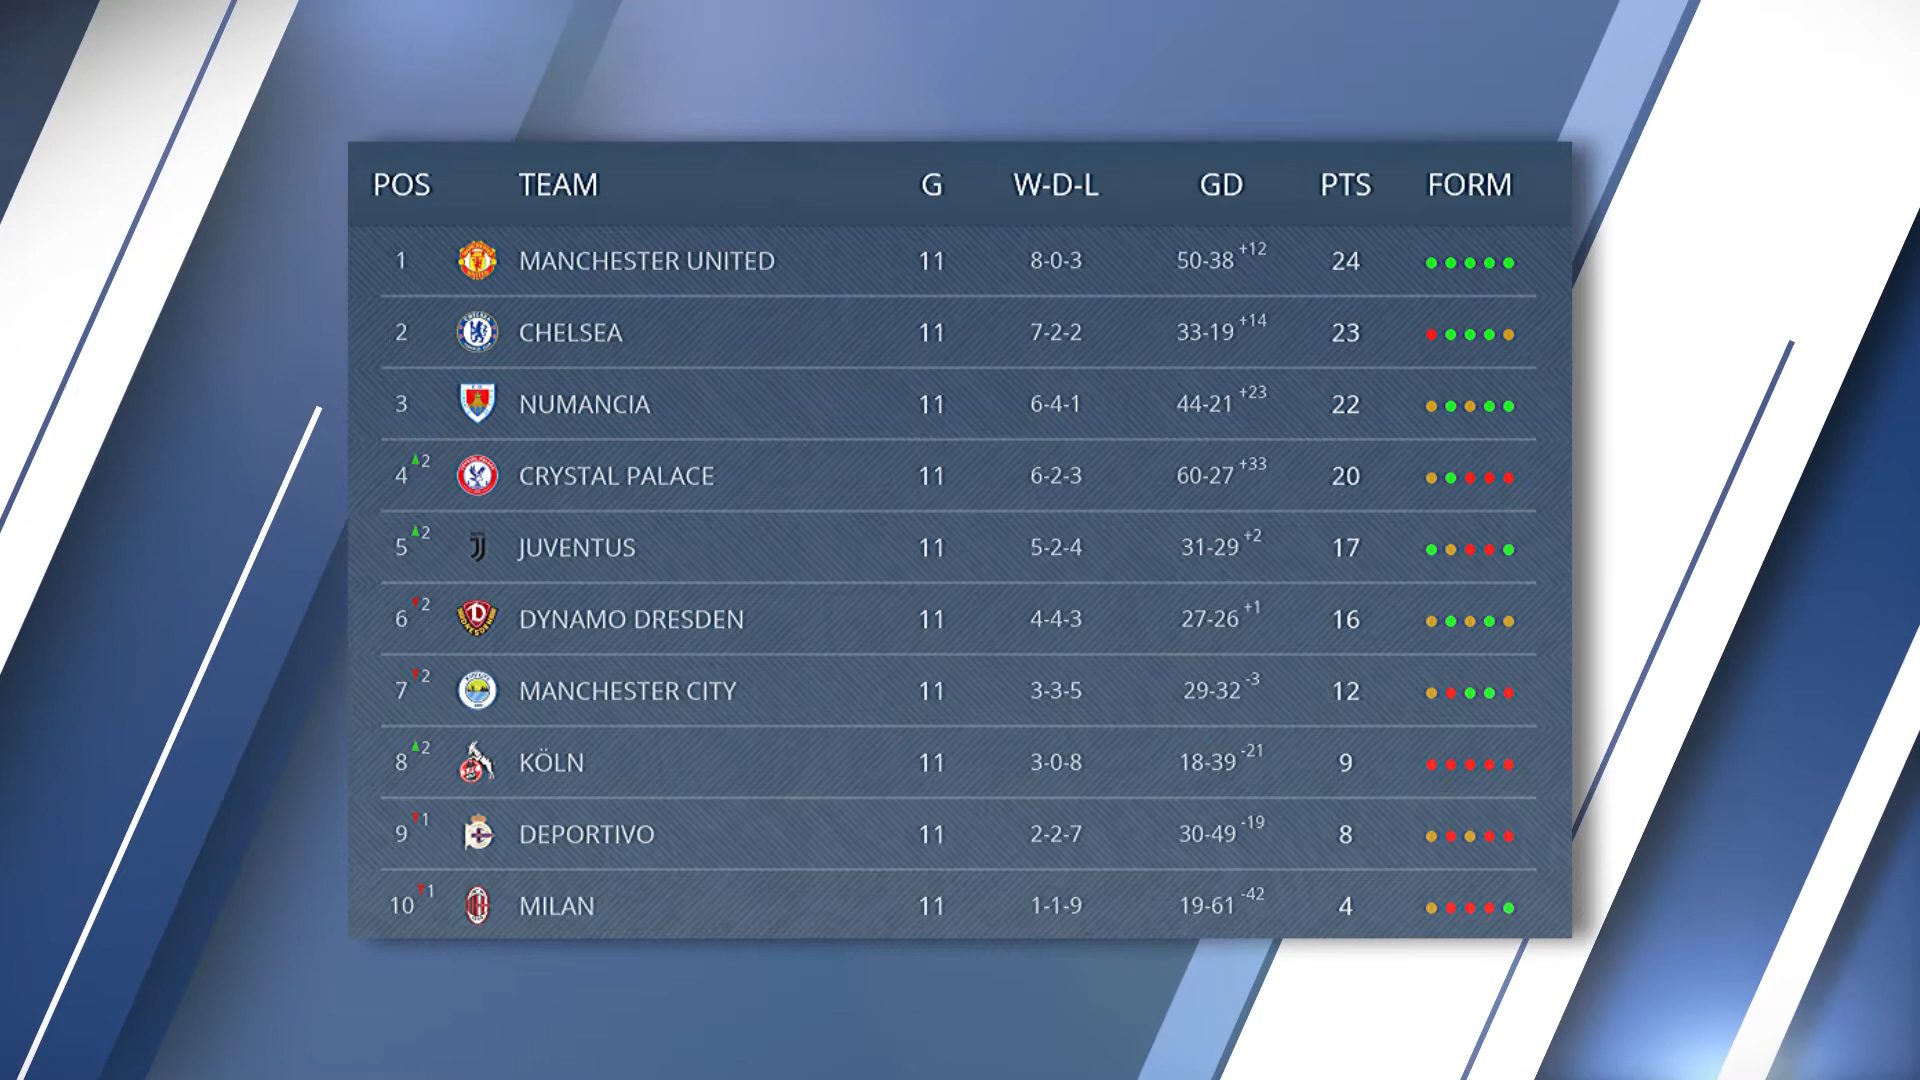 POS TEAM G W-D-L GD PTS FORM
1 MANCHESTER UNITED 11 8-0-3 50-38 +12 24
2 CHELSEA 11 7-2-2 33-19 +14 23
3 NUMANCIA 11 6-4-1 44-21 +23 22
4 2 CRYSTAL PALACE 11 6-2-3 60-27 +33 20
5 2 JUVENTUS 11 5-2-4 31-29 +2 17
6 2 DYNAMO DRESDEN 11 4-4-3 27-26 +1 16
7 2 MANCHESTER CITY 11 3-3-5 29-32 -3 12
8 2 KÖLN 11 3-0-8 18-39 -21 9
9 1 DEPORTIVO 11 2-2-7 30-49 -19 8
10 1 MILAN 11 1-1-9 19-61 -42 4